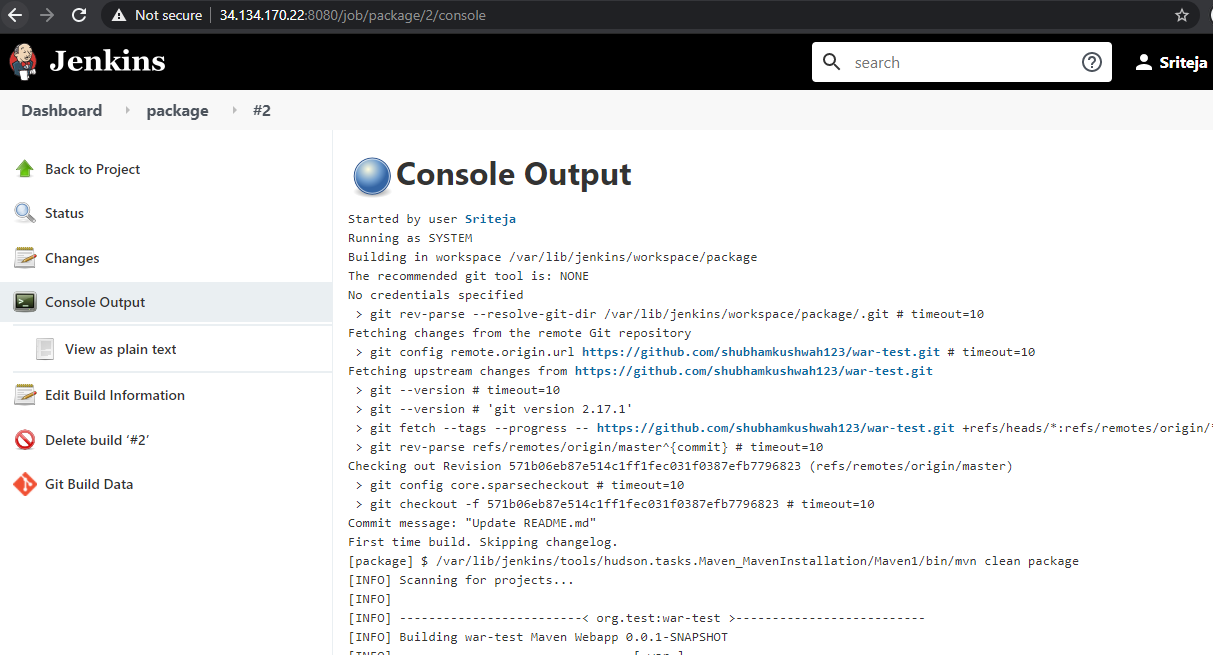 Not secure | 34.134.170.22:8080/job/package/2/console
Jenkins
search
Sriteja
Dashboard
package
#2
Back to Project
Status
Changes
Console Output
View as plain text
Edit Build Information
Delete build ‘#2’
Git Build Data
Console Output
Started by user Sriteja
Running as SYSTEM
Building in workspace /var/lib/jenkins/workspace/package
The recommended git tool is: NONE
No credentials specified
> git rev-parse --resolve-git-dir /var/lib/jenkins/workspace/package/.git # timeout=10
Fetching changes from the remote Git repository
> git config remote.origin.url https://github.com/shubhamkushwah123/war-test.git # timeout=10
Fetching upstream changes from https://github.com/shubhamkushwah123/war-test.git
> git --version # timeout=10
> git --version # 'git version 2.17.1'
> git fetch --tags --progress -- https://github.com/shubhamkushwah123/war-test.git +refs/heads/*:refs/remotes/origin/*
> git rev-parse refs/remotes/origin/master^{commit} # timeout=10
Checking out Revision 571b06eb87e514c1ff1fec031f0387efb7796823 (refs/remotes/origin/master)
> git config core.sparsecheckout # timeout=10
> git checkout -f 571b06eb87e514c1ff1fec031f0387efb7796823 # timeout=10
Commit message: "Update README.md"
First time build. Skipping changelog.
[package] $ /var/lib/jenkins/tools/hudson.tasks.Maven_MavenInstallation/Maven1/bin/mvn clean package
[INFO] Scanning for projects...
[INFO]
[INFO] -------------------------< org.test:war-test >--------------------------
[INFO] Building war-test Maven Webapp 0.0.1-SNAPSHOT
[INFO] --------------------------------[ war ]---------------------------------